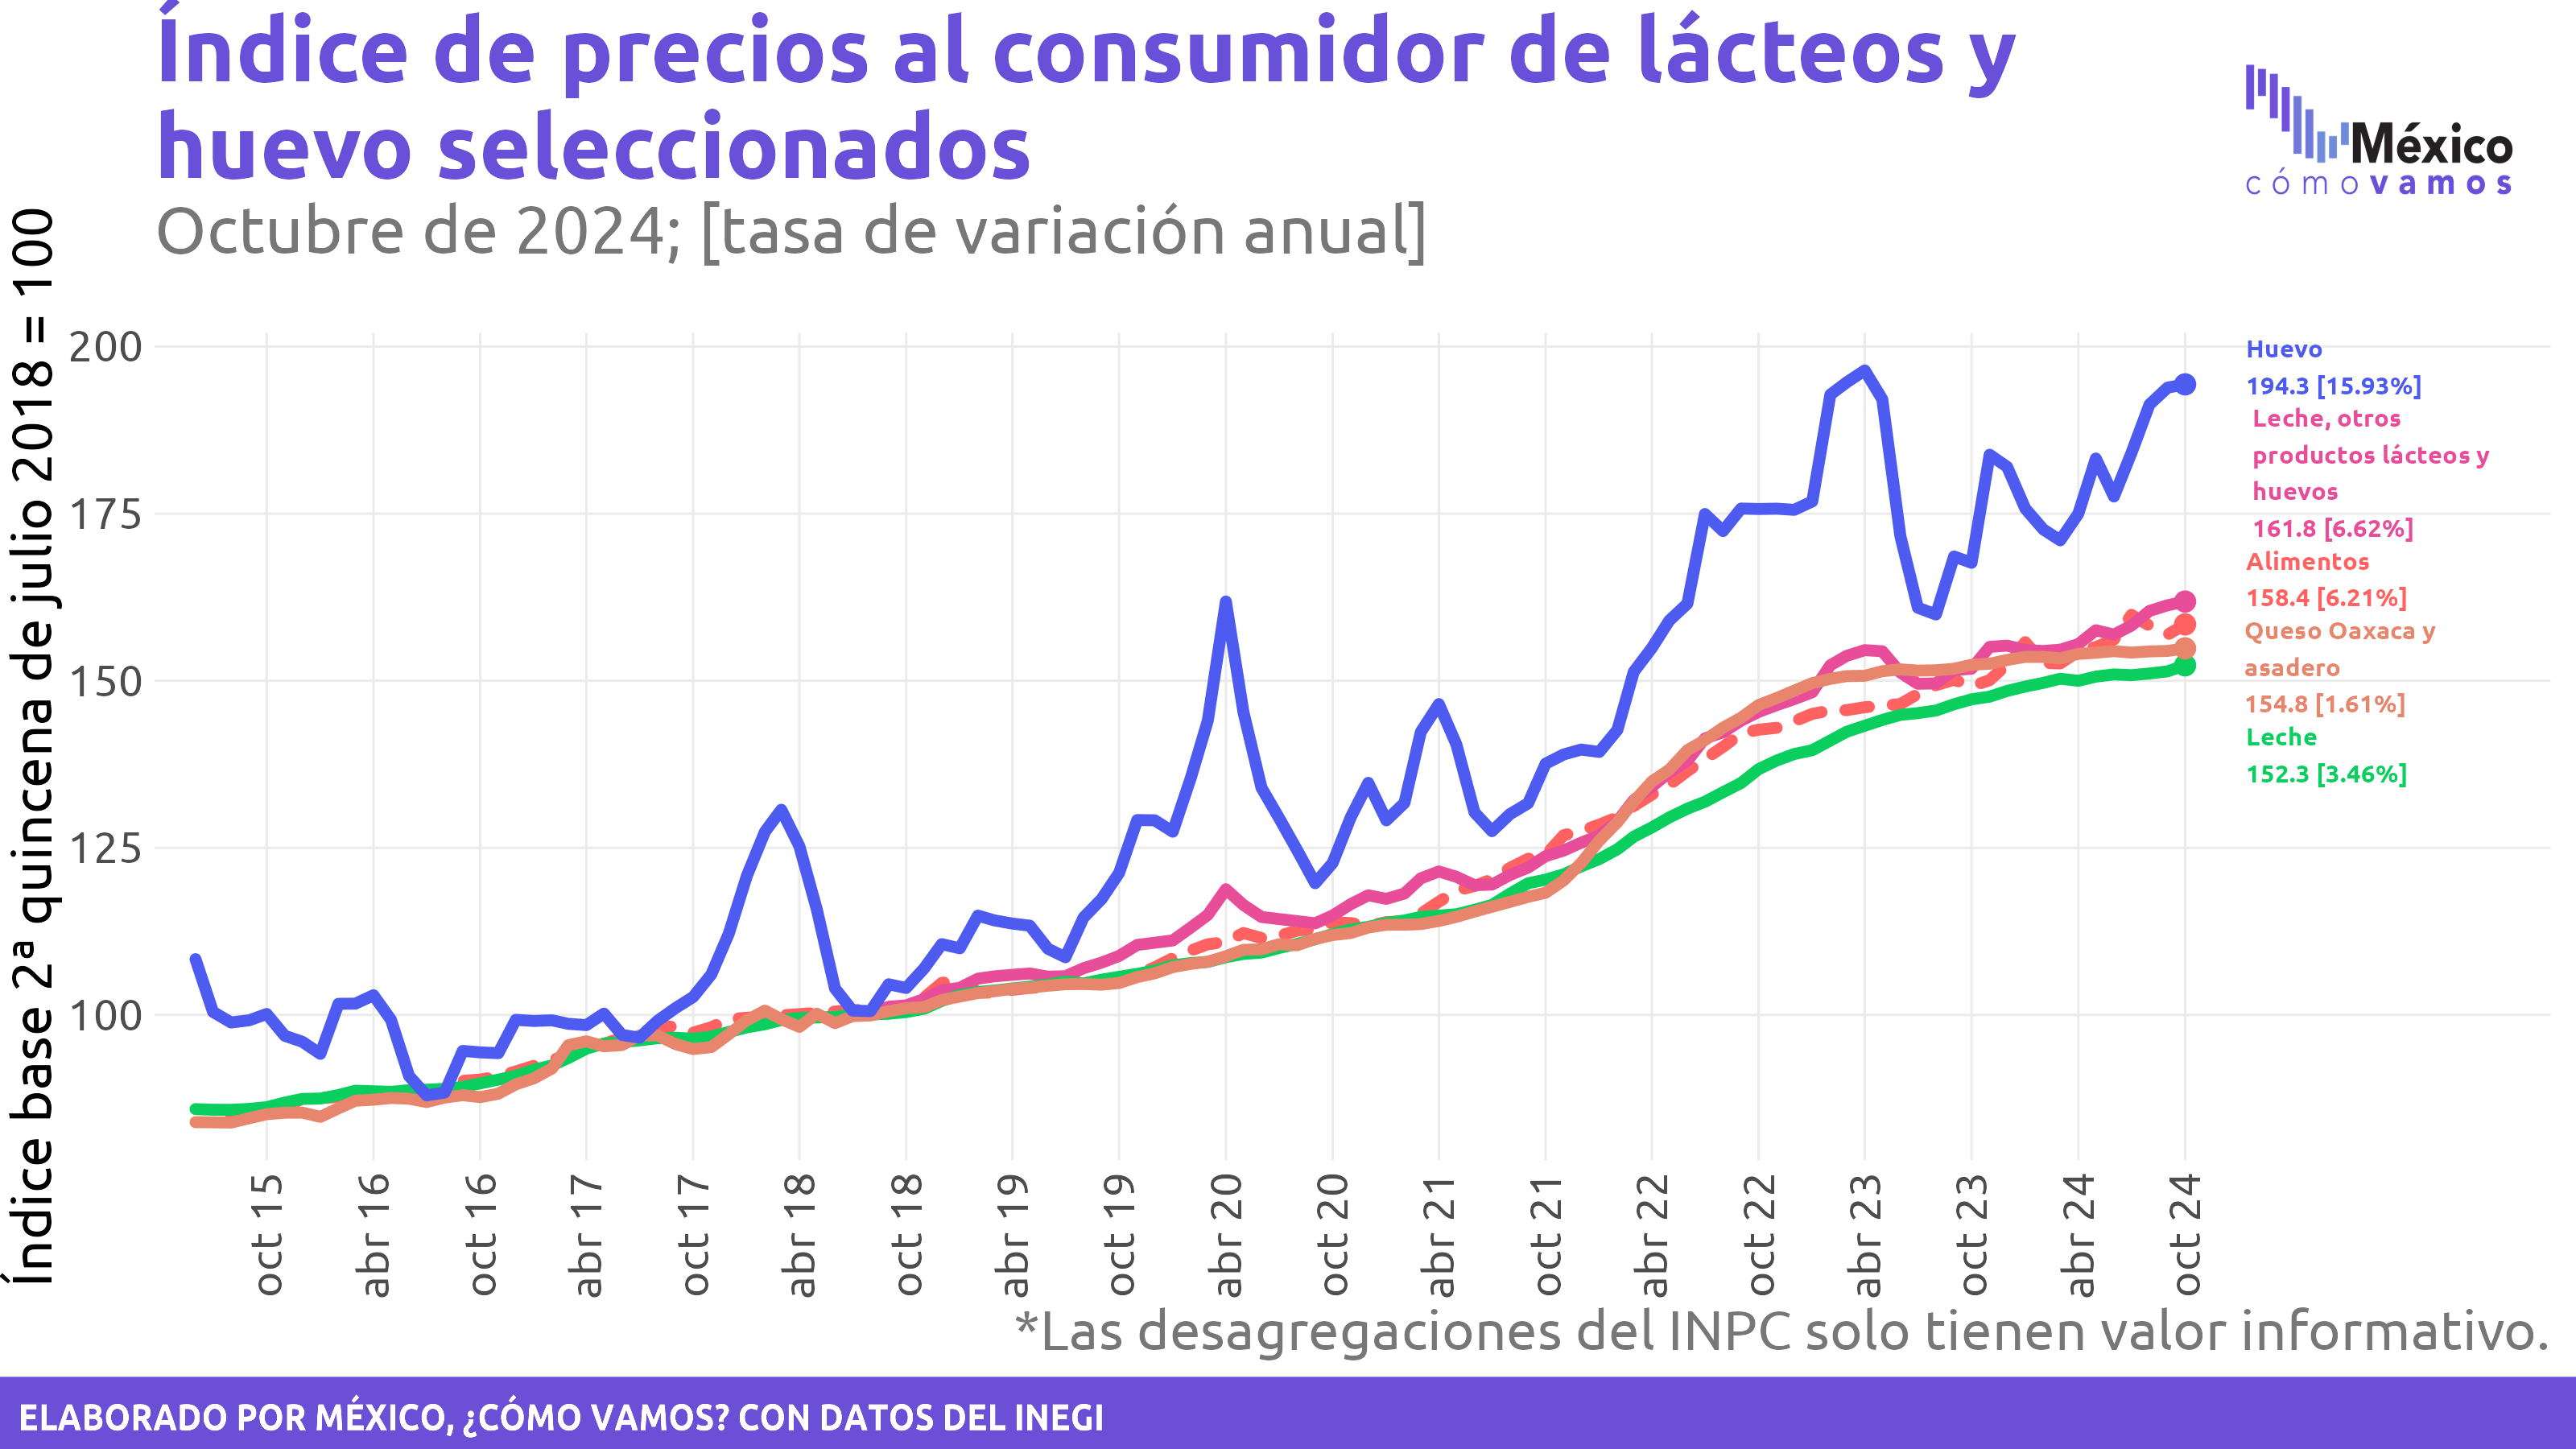 Índice de precios al consumidor de lácteos y
huevo seleccionados
Octubre de 2024; [tasa de variación anual]
México
cómo vamos
Índice base 2ª quincena de julio 2018 = 100
200
175
150
125
100
Huevo
194.3 [15.93%]
Leche, otros
productos lácteos y
huevos
161.8 [6.62%]
Alimentos
158.4 [6.21%]
Queso Oaxaca y
asadero
154.8 [1.61%]
Leche
152.3 [3.46%]
oct 15
abr 16
oct 16
abr 17
oct 17
abr 18
oct 18
abr 19
oct 19
abr 20
oct 20
abr 21
oct 21
abr 22
oct 22
abr 23
oct 23
abr 24
oct 24
*Las desagregaciones del INPC solo tienen valor informativo.
ELABORADO POR MÉXICO, ¿CÓMO VAMOS? CON DATOS DEL INEGI